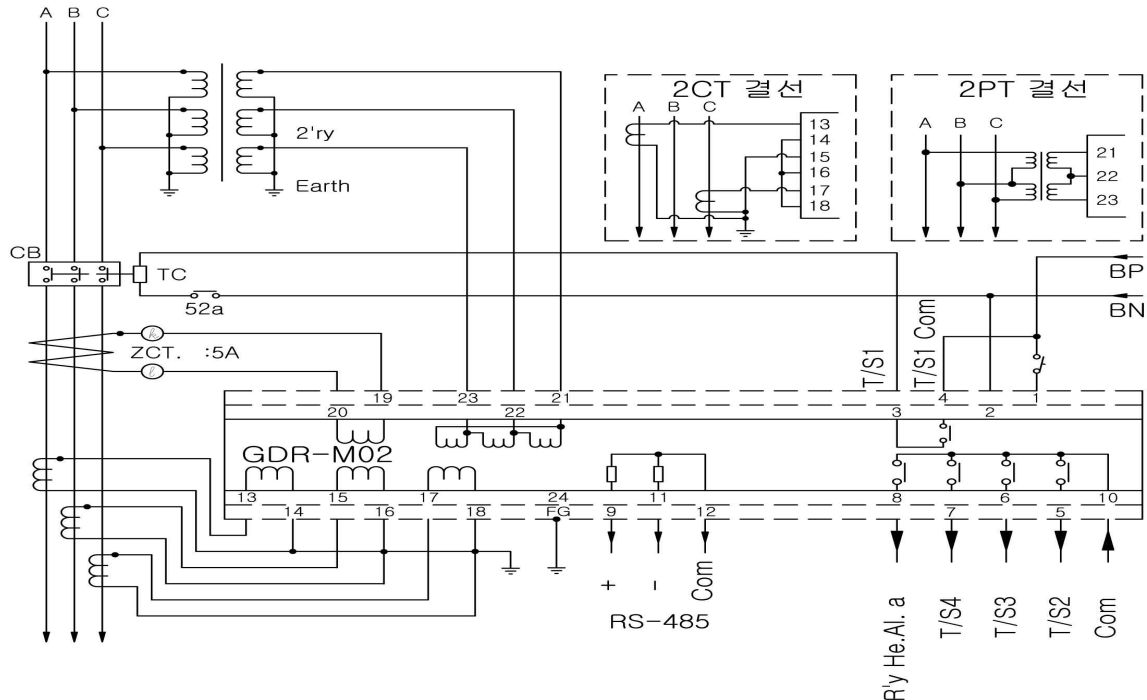 A B C
2'ry
Earth
2CT 결선
A B C
13
14
15
16
17
18
2PT 결선
A B C
21
22
23
CB
TC
52a
BP
BN
k
ZCT. :5A
l
T/S1
T/S1 Com
19 23 21 4 1
20 22 3 2
GDR-M02
13 15 17 24 11 8 6 10
14 16 18 FG 9 12 7 5
+
-
Com
RS-485
R'y He.Al. a
T/S4
T/S3
T/S2
Com